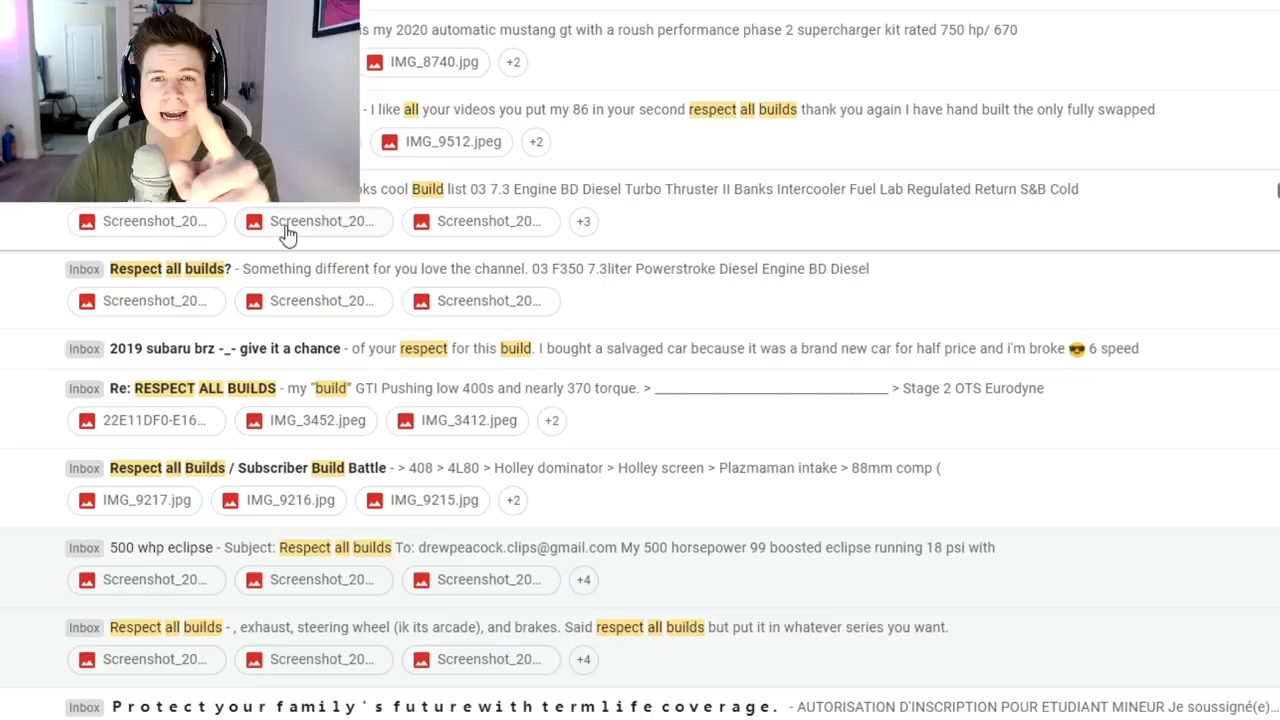 s my 2020 automatic mustang gt with a roush performance phase 2 supercharger kit rated 750 hp/ 670
IMG_8740.jpg +2
- I like all your videos you put my 86 in your second respect all builds thank you again I have hand built the only fully swapped
IMG_9512.jpeg +2
ks cool Build list 03 7.3 Engine BD Diesel Turbo Thruster II Banks Intercooler Fuel Lab Regulated Return S&B Cold
Screenshot_20... Screenshot_20... Screenshot_20... +3
Inbox Respect all builds? - Something different for you love the channel. 03 F350 7.3liter Powerstroke Diesel Engine BD Diesel
Screenshot_20... Screenshot_20... Screenshot_20...
Inbox 2019 subaru brz -_- give it a chance - of your respect for this build. I bought a salvaged car because it was a brand new car for half price and i'm broke 😎 6 speed
Inbox Re: RESPECT ALL BUILDS - my “build” GTI Pushing low 400s and nearly 370 torque. > ______________________________ > Stage 2 OTS Eurodyne
22E11DF0-E16... IMG_3452.jpeg IMG_3412.jpeg +2
Inbox Respect all Builds / Subscriber Build Battle - > 408 > 4L80 > Holley dominator > Holley screen > Plazmaman intake > 88mm comp (
IMG_9217.jpg IMG_9216.jpg IMG_9215.jpg +2
Inbox 500 whp eclipse - Subject: Respect all builds To: drewpeacock.clips@gmail.com My 500 horsepower 99 boosted eclipse running 18 psi with
Screenshot_20... Screenshot_20... Screenshot_20... +4
Inbox Respect all builds - , exhaust, steering wheel (ik its arcade), and brakes. Said respect all builds but put it in whatever series you want.
Screenshot_20... Screenshot_20... Screenshot_20... +4
Inbox Protect your family's future with term life coverage. - AUTORISATION D'INSCRIPTION POUR ETUDIANT MINEUR Je soussigné(e)...